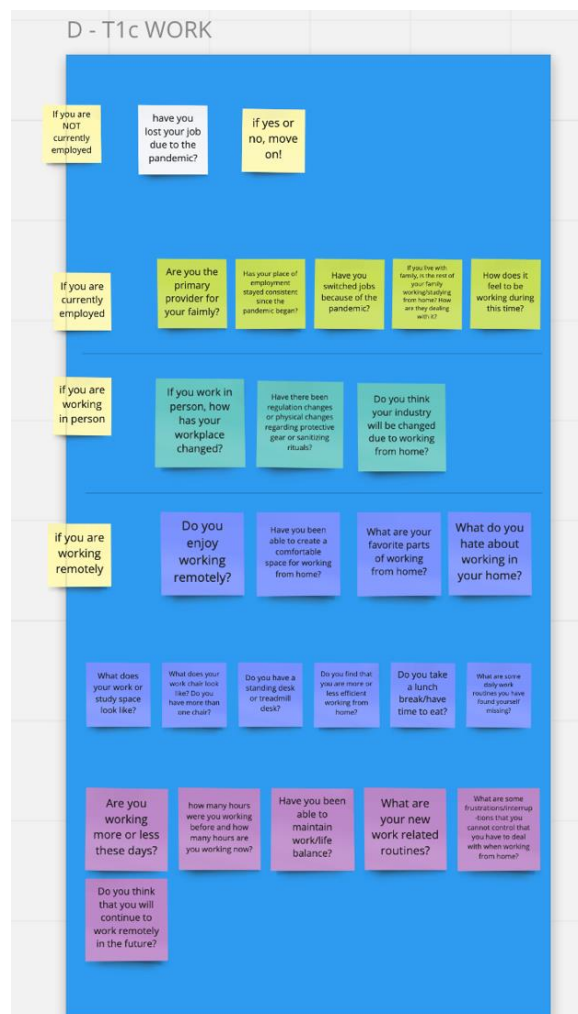 D - T1c WORK
If you are
NOT
currently
employed
have you
lost your job
due to the
pandemic?
if yes or
no, move
on!
If you are
currently
employed
Are you the
primary
provider for
your faimly?
Has your place of
employment
stayed consistent
since the
pandemic began?
Have you
switched jobs
because of the
pandemic?
If you live with
family, is the rest of
your family
working/studying
from home? How
are they dealing
with it?
How does it
feel to be
working during
this time?
if you are
working
in person
If you work in
person, how
has your
workplace
changed?
Have there been
regulation changes
or physical changes
regarding protective
gear or sanitizing
rituals?
Do you think
your industry
will be changed
due to working
from home?
if you are
working
remotely
Do you
enjoy
working
remotely?
Have you been
able to create a
comfortable
space for working
from home?
What are your
favorite parts
of working
from home?
What do you
hate about
working in
your home?
What does
your work or
study space
look like?
What does your
work chair look
like? Do you
have more than
one chair?
Do you have a
standing desk
or treadmill
desk?
Do you find that
you are more or
less efficient
working from
home?
Do you take
a lunch
break/have
time to eat?
What are some
daily work
routines you have
found yourself
missing?
Are you
working
more or less
these days?
how many hours
were you working
before and how
many hours are
you working now?
Have you been
able to
maintain
work/life
balance?
What are
your new
work related
routines?
What are some
frustrations/interrup
-tions that you
cannot control that
you have to deal
with when working
from home?
Do you think
that you will
continue to
work remotely
in the future?